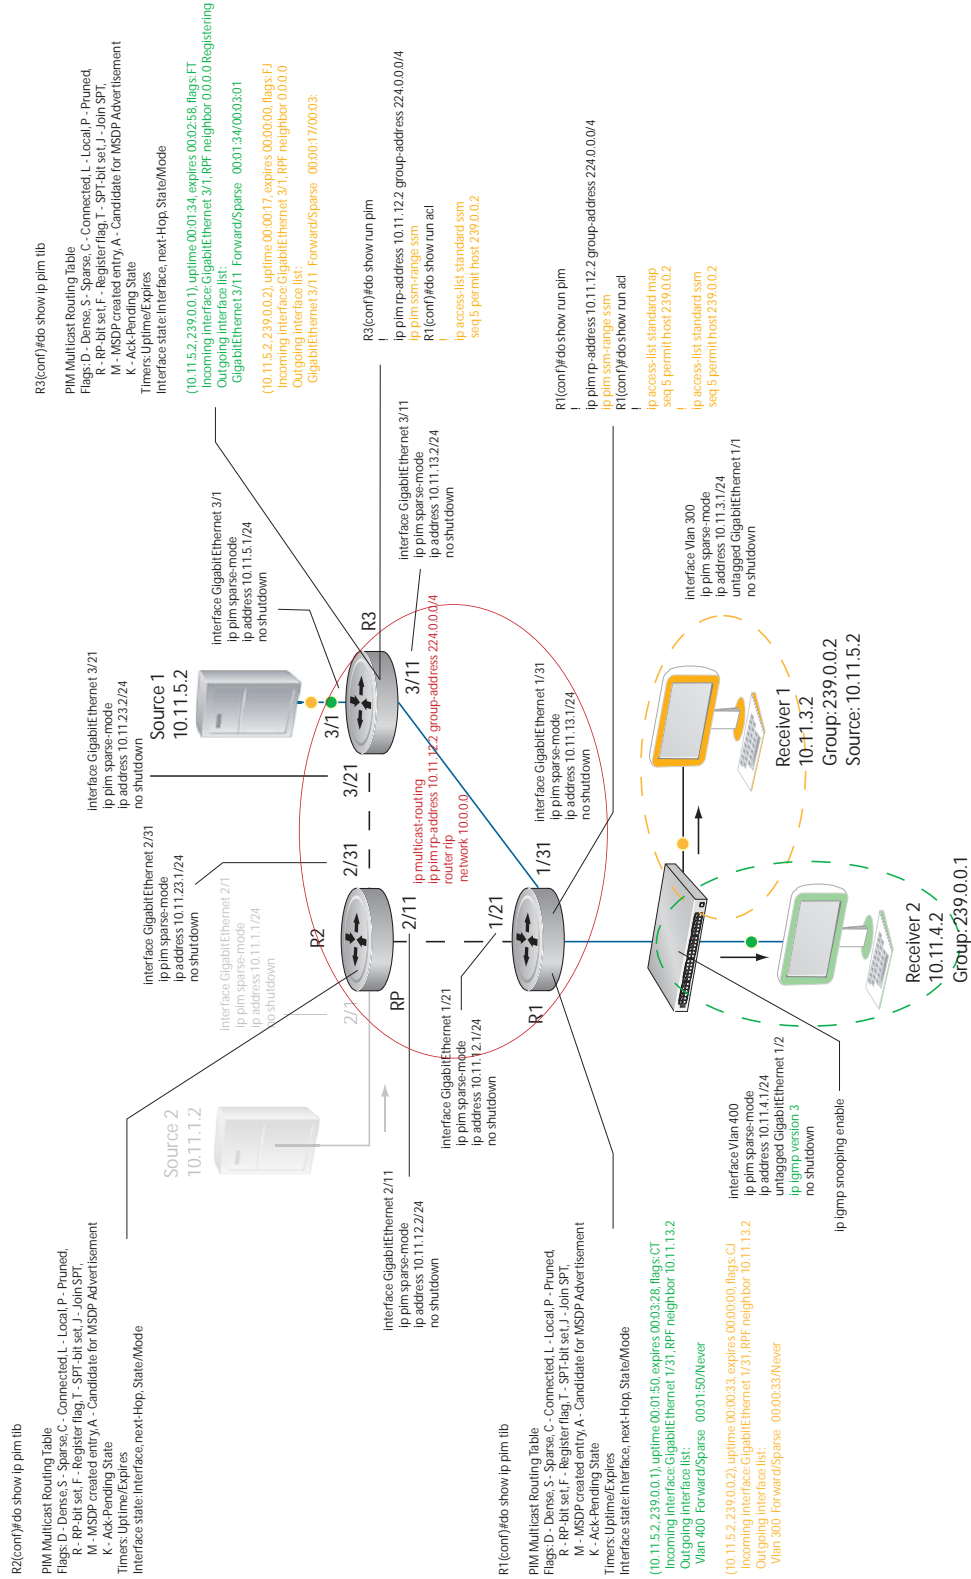 R2(conf)#do show ip pim tib
PIM Multicast Routing Table
Flags: D - Dense, S - Sparse, C - Connected, L - Local, P - Pruned,
R - RP-bit set, F - Register flag, T - SPT-bit set, J - Join SPT,
M - MSDP created entry, A - Candidate for MSDP Advertisement
K - Ack-Pending State
Timers: Uptime/Expires
Interface state: Interface, next-Hop, State/Mode
R3(conf)#do show ip pim tib
PIM Multicast Routing Table
Flags: D - Dense, S - Sparse, C - Connected, L - Local, P - Pruned,
R - RP-bit set, F - Register flag, T - SPT-bit set, J - Join SPT,
M - MSDP created entry, A - Candidate for MSDP Advertisement
K - Ack-Pending State
Timers: Uptime/Expires
Interface state: Interface, next-Hop, State/Mode
(10.11.5.2, 239.0.0.1), uptime 00:01:34, expires 00:02:58, flags: FT
Incoming interface: GigabitEthernet 3/1, RPF neighbor 0.0.0.0 Registering
Outgoing interface list:
GigabitEthernet 3/11 Forward/Sparse 00:01:34/00:03:01
(10.11.5.2, 239.0.0.2), uptime 00:00:17, expires 00:00:00, flags: FJ
Incoming interface: GigabitEthernet 3/1, RPF neighbor 0.0.0.0
Outgoing interface list:
GigabitEthernet 3/11 Forward/Sparse 00:00:17/00:03:
interface GigabitEthernet 3/21
ip pim sparse-mode
ip address 10.11.23.2/24
no shutdown
interface GigabitEthernet 2/31
ip pim sparse-mode
ip address 10.11.23.1/24
no shutdown
Source 1
10.11.5.2
interface GigabitEthernet 3/1
ip pim sparse-mode
ip address 10.11.5.1/24
no shutdown
Source 2
10.11.1.2
interface GigabitEthernet 2/1
ip pim sparse-mode
ip address 10.11.1.1/24
no shutdown
2/1
R2
RP
2/31
3/21
3/1
R3
3/11
2/11
R3(conf)#do show run pim
!
ip pim rp-address 10.11.12.2 group-address 224.0.0.0/4
ip pim ssm-range ssm
R1(conf)#do show run acl
!
ip access-list standard ssm
seq 5 permit host 239.0.0.2
interface GigabitEthernet 3/11
ip pim sparse-mode
ip address 10.11.13.2/24
no shutdown
ip multicast-routing
ip pim rp-address 10.11.12.2 group-address 224.0.0.0/4
router rip
network 10.0.0.0
interface GigabitEthernet 2/11
ip pim sparse-mode
ip address 10.11.12.2/24
no shutdown
interface GigabitEthernet 1/21
ip pim sparse-mode
ip address 10.11.12.1/24
no shutdown
1/21
R1
1/31
interface GigabitEthernet 1/31
ip pim sparse-mode
ip address 10.11.13.1/24
no shutdown
R1(conf)#do show run pim
!
ip pim rp-address 10.11.12.2 group-address 224.0.0.0/4
ip pim ssm-range ssm
R1(conf)#do show run acl
!
ip access-list standard map
seq 5 permit host 239.0.0.2
!
ip access-list standard ssm
seq 5 permit host 239.0.0.2
R1(conf)#do show ip pim tib
PIM Multicast Routing Table
Flags: D - Dense, S - Sparse, C - Connected, L - Local, P - Pruned,
R - RP-bit set, F - Register flag, T - SPT-bit set, J - Join SPT,
M - MSDP created entry, A - Candidate for MSDP Advertisement
K - Ack-Pending State
Timers: Uptime/Expires
Interface state: Interface, next-Hop, State/Mode
(10.11.5.2, 239.0.0.1), uptime 00:01:50, expires 00:03:28, flags: CT
Incoming interface: GigabitEthernet 1/31, RPF neighbor 10.11.13.2
Outgoing interface list:
Vlan 400 Forward/Sparse 00:01:50/Never
(10.11.5.2, 239.0.0.2), uptime 00:00:33, expires 00:00:00, flags: CJ
Incoming interface: GigabitEthernet 1/31, RPF neighbor 10.11.13.2
Outgoing interface list:
Vlan 300 Forward/Sparse 00:00:33/Never
interface Vlan 300
ip pim sparse-mode
ip address 10.11.3.1/24
untagged GigabitEthernet 1/1
no shutdown
interface Vlan 400
ip pim sparse-mode
ip address 10.11.4.1/24
untagged GigabitEthernet 1/2
ip igmp version 3
no shutdown
ip igmp snooping enable
Receiver 1
10.11.3.2
Group: 239.0.0.2
Source: 10.11.5.2
Receiver 2
10.11.4.2
Group: 239.0.0.1